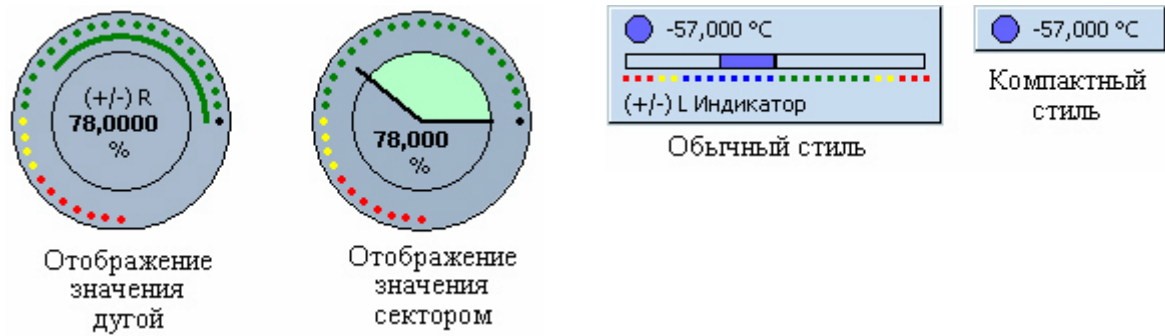 (+/-) R
78,0000
%
Отображение
значения
дугой
78,000
%
Отображение
значения
сектором
-57,000 °C
(+/-) L Индикатор
Обычный стиль
-57,000 °C
Компактный
стиль